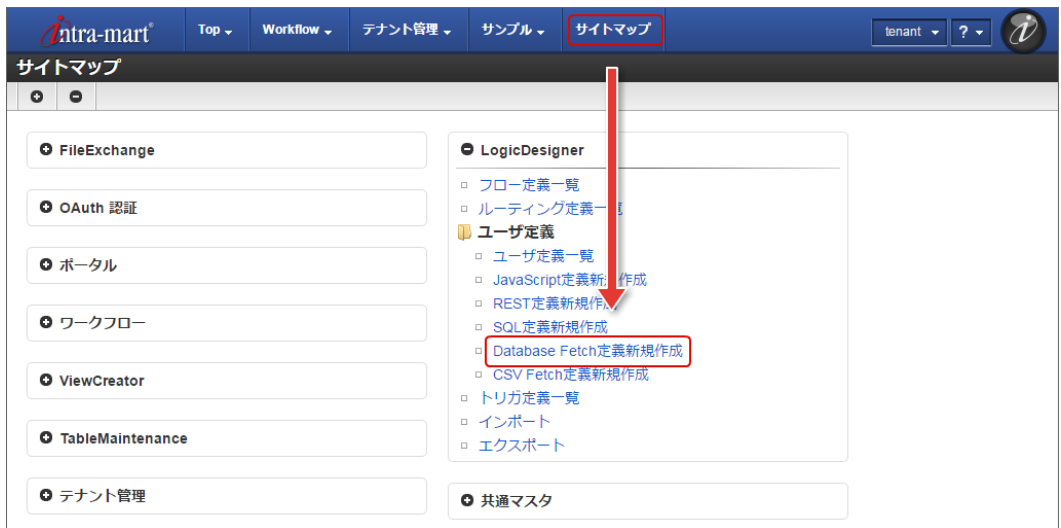 intra-mart® Top Workflow テナント管理 サンプル サイトマップ tenant ?
サイトマップ
FileExchange
OAuth 認証
ポータル
ワークフロー
ViewCreator
TableMaintenance
テナント管理
LogicDesigner
フロー定義一覧
ルーティング定義一覧
ユーザ定義
ユーザ定義一覧
JavaScript定義新規作成
REST定義新規作成
SQL定義新規作成
Database Fetch定義新規作成
CSV Fetch定義新規作成
トリガ定義一覧
インポート
エクスポート
共通マスタ